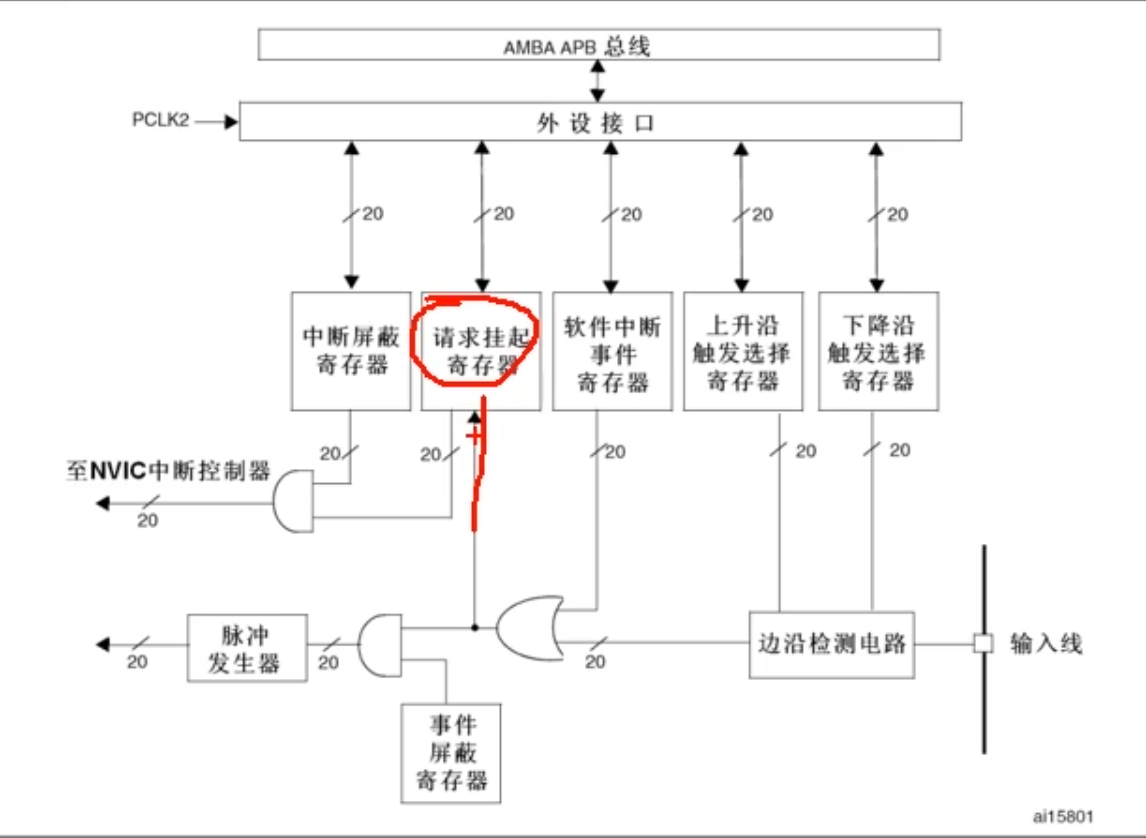 AMBA APB 总线
PCLK2
外设接口
20
20
20
20
20
中断屏蔽
寄存器
请求挂起
寄存器
软件中断
事件
寄存器
上升沿
触发选择
寄存器
下降沿
触发选择
寄存器
20
20
20
20
20
至NVIC中断控制器
20
脉冲
发生器
20
20
20
边沿检测电路
输入线
事件
屏蔽
寄存器
ai15801